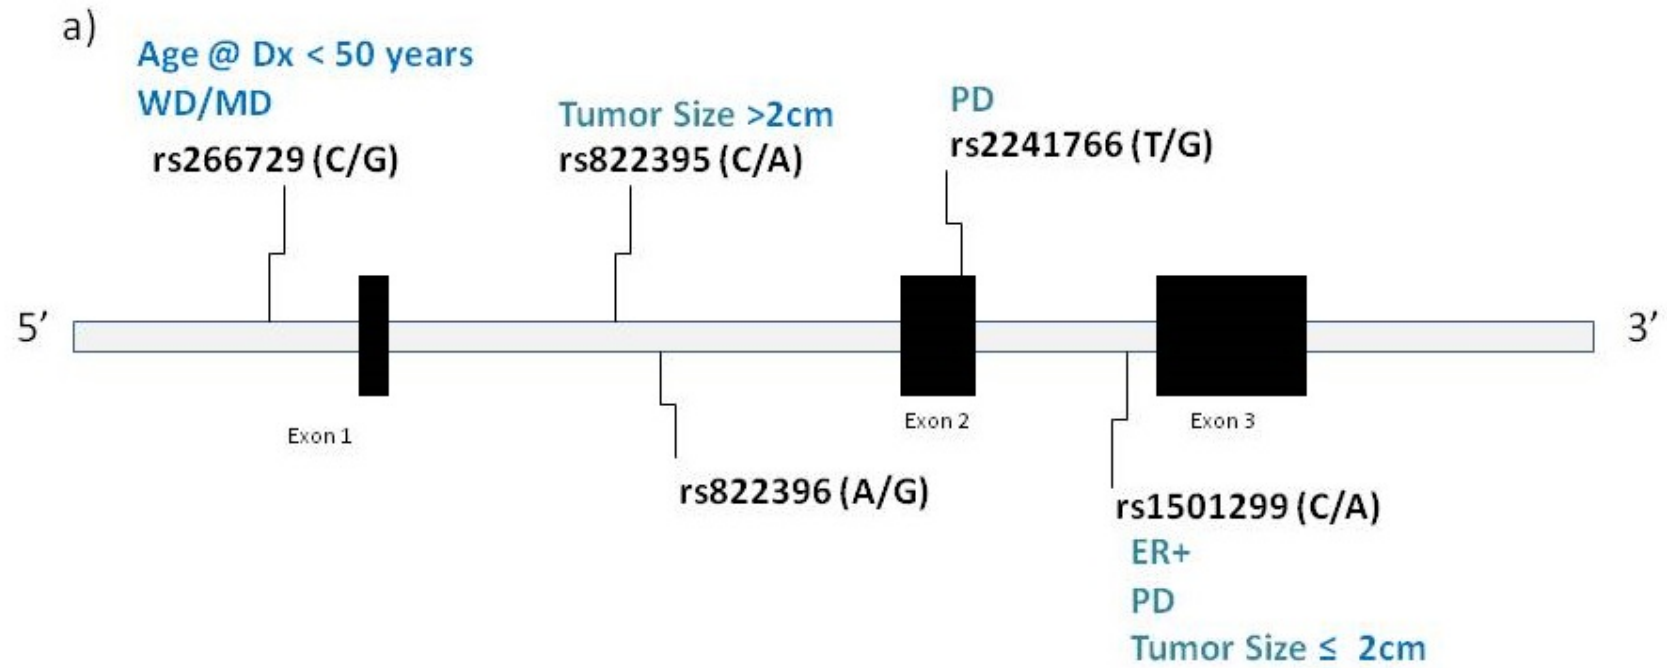 a)
Age @ Dx < 50 years
WD/MD
rs266729 (C/G)
Tumor Size >2cm
rs822395 (C/A)
PD
rs2241766 (T/G)
5’
3’
Exon 1
Exon 2
Exon 3
rs822396 (A/G)
rs1501299 (C/A)
ER+
PD
Tumor Size ≤ 2cm